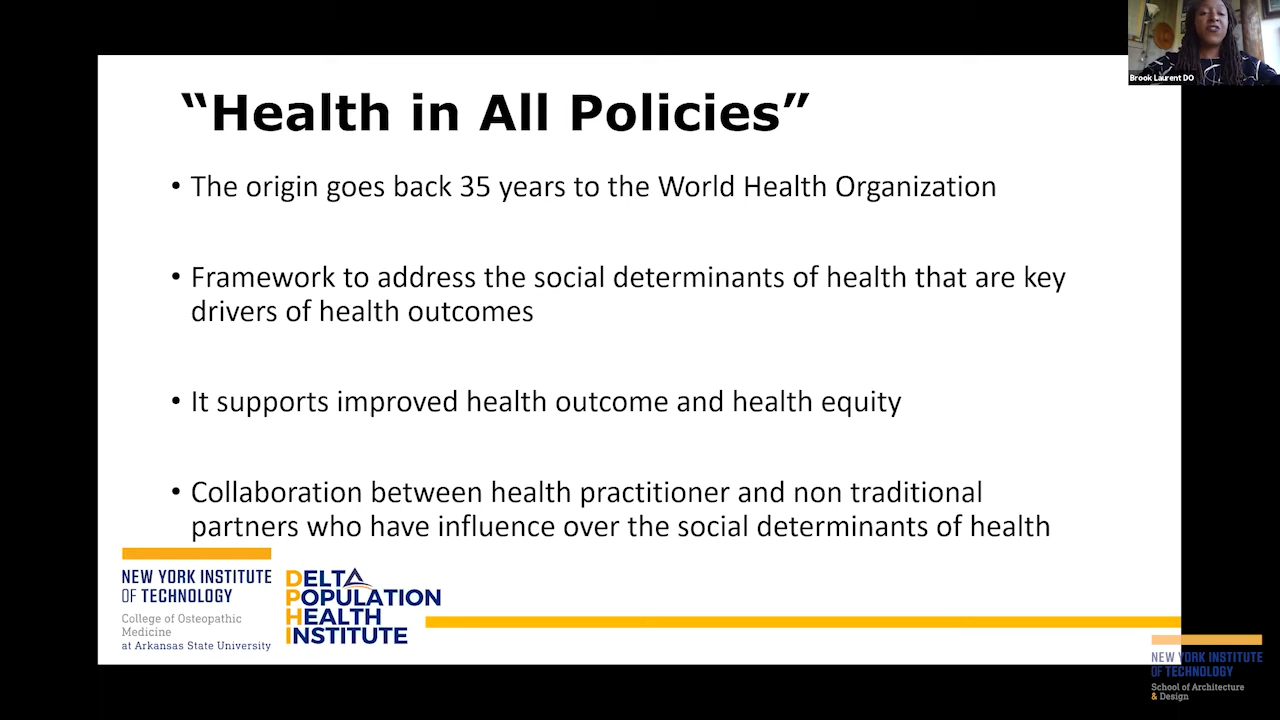 Brook Laurent DO
“Health in All Policies”
• The origin goes back 35 years to the World Health Organization
• Framework to address the social determinants of health that are key
drivers of health outcomes
• It supports improved health outcome and health equity
• Collaboration between health practitioner and non traditional
partners who have influence over the social determinants of health
NEW YORK INSTITUTE
OF TECHNOLOGY
College of Osteopathic
Medicine
at Arkansas State University
DELTA
POPULATION
HEALTH
INSTITUTE
NEW YORK INSTITUTE
OF TECHNOLOGY
School of Architecture
& Design